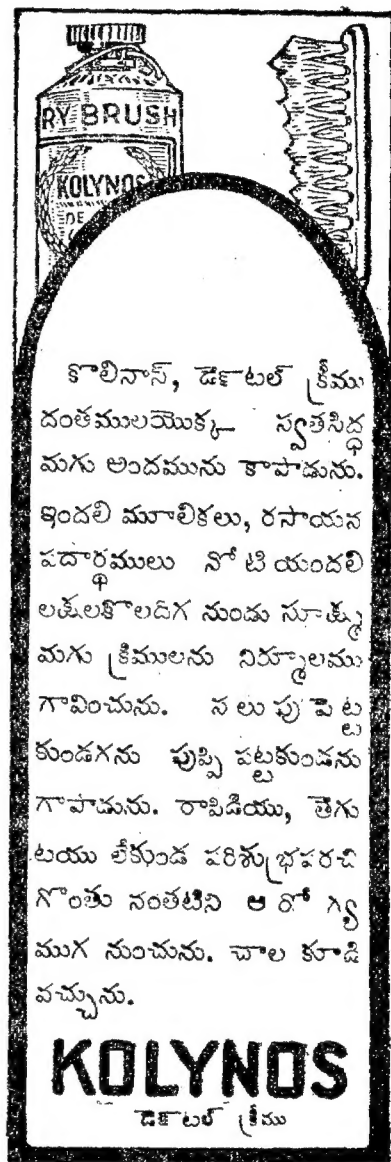 RY BRUSH
KOLYNOS
DE
కొలినాస్, డెంటల్ క్రీము
దంతములయొక్క స్వతసిద్ధ
మగు అందమును కాపాడును.
ఇందలి మూలికలు, రసాయన
పదార్థములు నోటియందలి
లక్షలకొలదిగ నుండు సూక్ష్మ
మగు క్రిములను నిర్మూలము
గావించును. నలుపు పెట్ట
కుండగను పుప్పి పట్టకుండను
గాపాడును. రాపిడియు, తెగు
టయు లేకుండ పరిశుభ్రపరచి
గొంతు నంతటిని ఆరోగ్య
ముగ నుంచును. చాల కూడి
వచ్చును.
KOLYNOS
డెంటల్ క్రీము